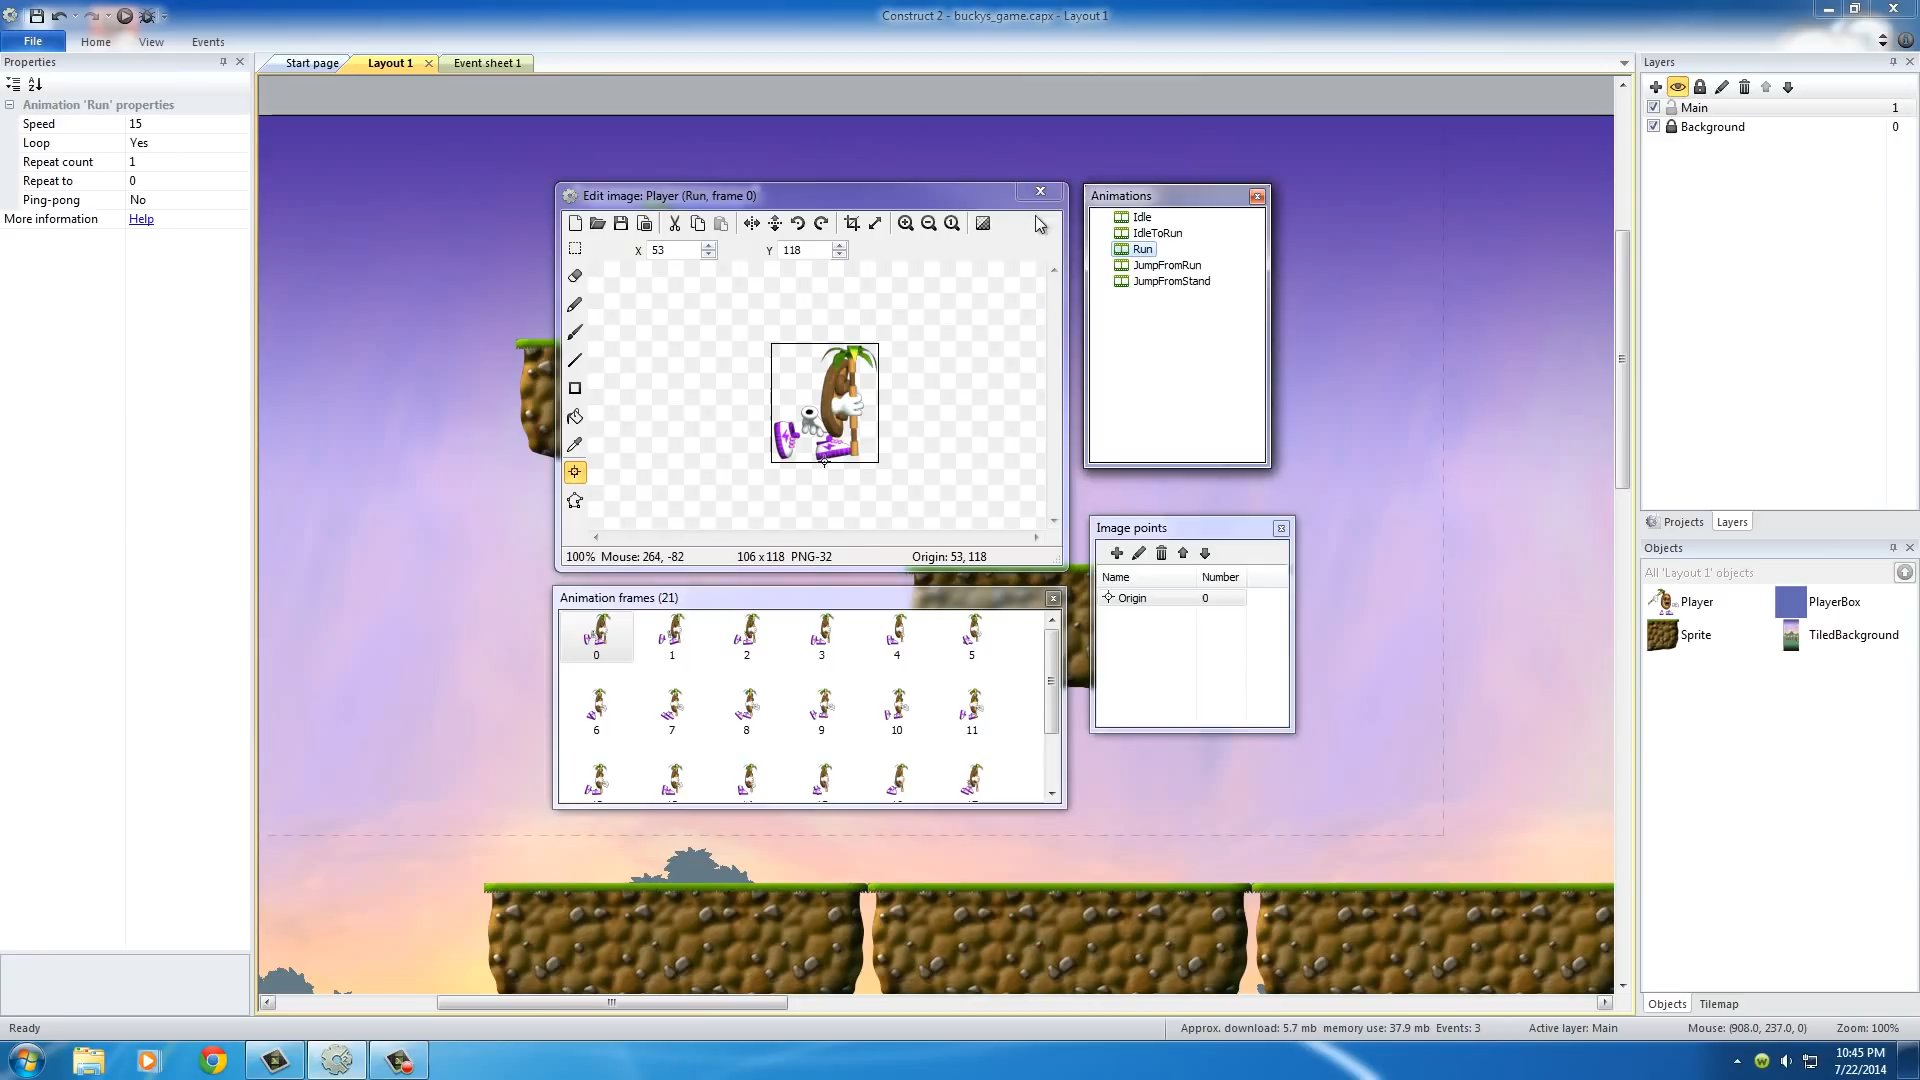 Construct 2 - buckys_game.capx - Layout 1
File Home View Events
Properties
Animation 'Run' properties
Speed 15
Loop Yes
Repeat count 1
Repeat to 0
Ping-pong No
More information Help
Start page Layout 1 Event sheet 1
Edit image: Player (Run, frame 0)
X 53 Y 118
100% Mouse: 264, -82 106 x 118 PNG-32 Origin: 53, 118
Animations
Idle
IdleToRun
Run
JumpFromRun
JumpFromStand
Animation frames (21)
0 1 2 3 4 5
6 7 8 9 10 11
Image points
Name Number
Origin 0
Layers
Main 1
Background 0
Projects Layers
Objects
All 'Layout 1' objects
Player PlayerBox
Sprite TiledBackground
Objects Tilemap
Ready Approx. download: 5.7 mb memory use: 37.9 mb Events: 3 Active layer: Main Mouse: (908.0, 237.0, 0) Zoom: 100%
10:45 PM
7/22/2014